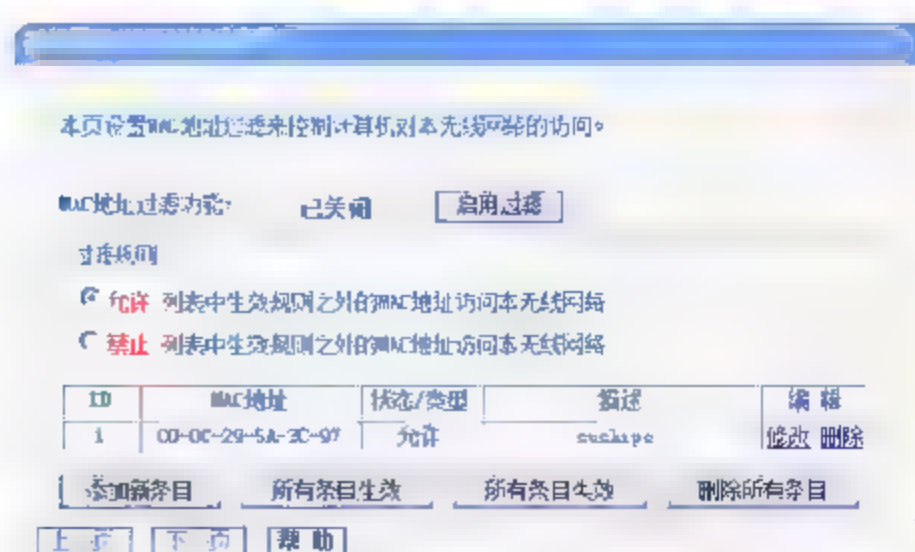 本页设置MAC地址过滤来控制计算机对本无线网络的访问。
MAC地址过滤功能: 已关闭 启用过滤
过滤规则
允许 列表中生效规则之外的MAC地址访问本无线网络
禁止 列表中生效规则之外的MAC地址访问本无线网络
ID MAC地址 状态/类型 描述 编 辑
1 允许 修改 删除
添加新条目 所有条目生效 所有条目失效 删除所有条目
上一页 下一页 帮 助